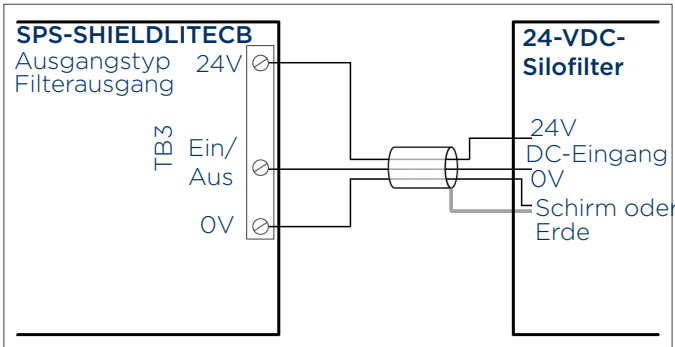 SPS-SHIELDLITECB
Ausgangstyp
Filterausgang
24V
TB3
Ein/
Aus
0V
24-VDC-
Silofilter
24V
DC-Eingang
0V
Schirm oder
Erde